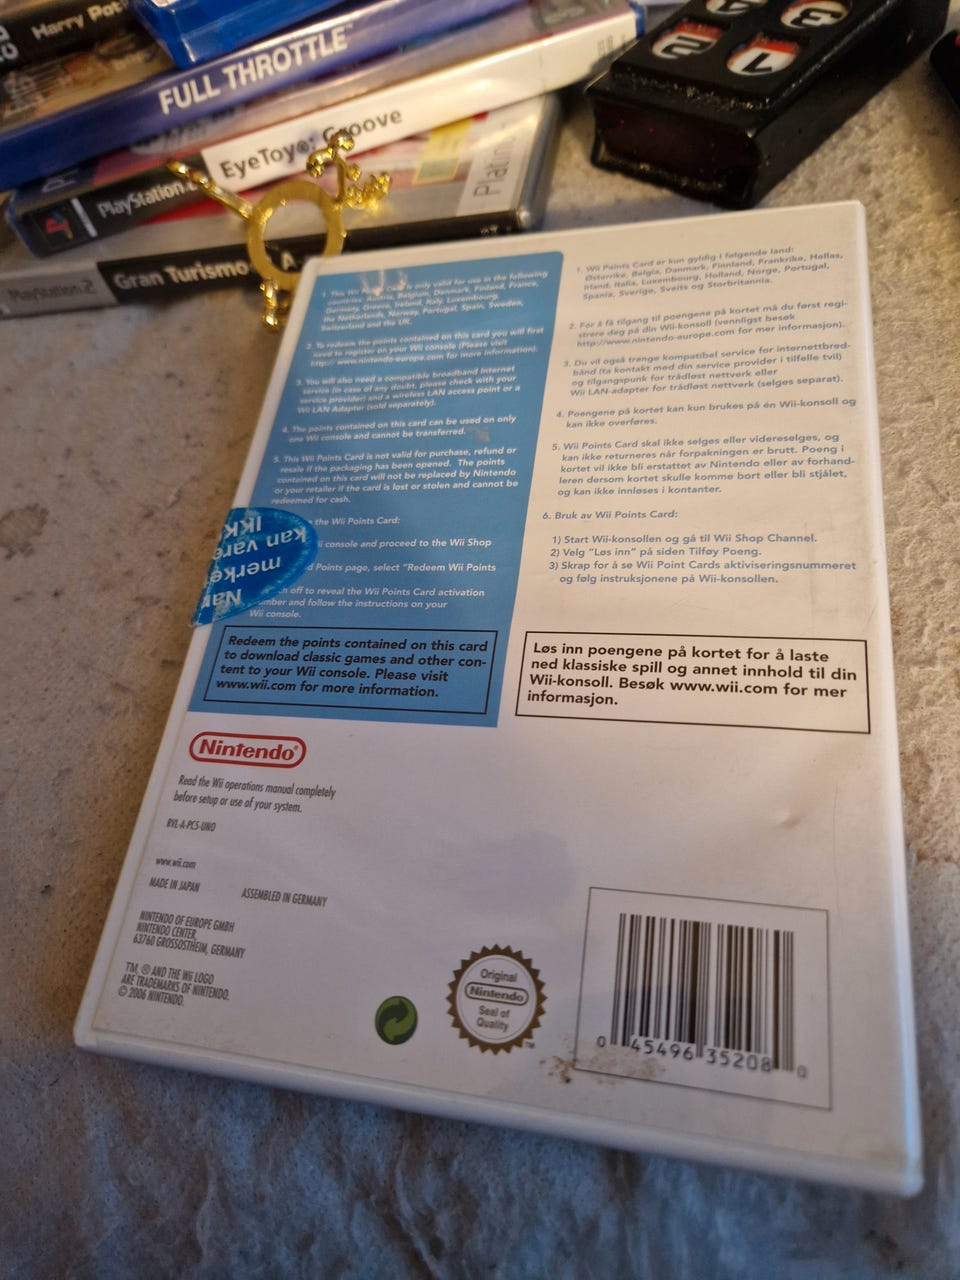 Harry Pot
FULL THROTTLE
EyeToy®: Groove
PlayStation
Platin
Gran Turismo
A
PlayStation 2
4
3
2
1
1. This Wii Points Card is only valid for use in the following
countries: Austria, Belgium, Denmark, Finland, France,
Germany, Greece, Ireland, Italy, Luxembourg,
the Netherlands, Norway, Portugal, Spain, Sweden,
Switzerland and the UK.
2. To redeem the points contained on this card you will first
need to register on your Wii console (Please visit
http://www.nintendo-europe.com for more information).
3. You will also need a compatible broadband Internet
service (in case of any doubt, please check with your
service provider) and a wireless LAN access point or a
Wii LAN Adapter (sold separately).
4. The points contained on this card can be used on only
one Wii console and cannot be transferred.
5. This Wii Points Card is not valid for purchase, refund or
resale if the packaging has been opened. The points
contained on this card will not be replaced by Nintendo
or your retailer if the card is lost or stolen and cannot be
redeemed for cash.
the Wii Points Card:
console and proceed to the Wii Shop
Points page, select "Redeem Wii Points
off to reveal the Wii Points Card activation
number and follow the instructions on your
Wii console.
Når
merke
kan vare
IKK
Redeem the points contained on this card
to download classic games and other con-
tent to your Wii console. Please visit
www.wii.com for more information.
1. Wii Points Card er kun gyldig i følgende land:
Østerrike, Belgia, Danmark, Finnland, Frankrike, Hellas,
Irland, Italia, Luxembourg, Holland, Norge, Portugal,
Spania, Sverige, Sveits og Storbritannia.
2. For å få tilgang til poengene på kortet må du først regi-
strere deg på din Wii-konsoll (vennligst besøk
http://www.nintendo-europe.com for mer informasjon).
3. Du vil også trenge kompatibel service for internettbred-
bånd (ta kontakt med din service provider i tilfelle tvil)
og tilgangspunk for trådløst nettverk eller
Wii LAN-adapter for trådløst nettverk (selges separat).
4. Poengene på kortet kan kun brukes på én Wii-konsoll og
kan ikke overføres.
5. Wii Points Card skal ikke selges eller videreselges, og
kan ikke returneres når forpakningen er brutt. Poeng i
kortet vil ikke bli erstattet av Nintendo eller av forhand-
leren dersom kortet skulle komme bort eller bli stjålet,
og kan ikke innløses i kontanter.
6. Bruk av Wii Points Card:
1) Start Wii-konsollen og gå til Wii Shop Channel.
2) Velg "Løs inn" på siden Tilføy Poeng.
3) Skrap for å se Wii Point Cards aktiviseringsnummeret
og følg instruksjonene på Wii-konsollen.
Løs inn poengene på kortet for å laste
ned klassiske spill og annet innhold til din
Wii-konsoll. Besøk www.wii.com for mer
informasjon.
Nintendo®
Read the Wii operations manual completely
before setup or use of your system.
RVL-A-PCS-UNO
www.wii.com
MADE IN JAPAN ASSEMBLED IN GERMANY
NINTENDO OF EUROPE GMBH
NINTENDO CENTER,
63760 GROSSOSTHEIM, GERMANY
TM, ® AND THE Wii LOGO
ARE TRADEMARKS OF NINTENDO.
© 2006 NINTENDO.
Original
Nintendo
Seal of
Quality
TM
0 45496 35208 0